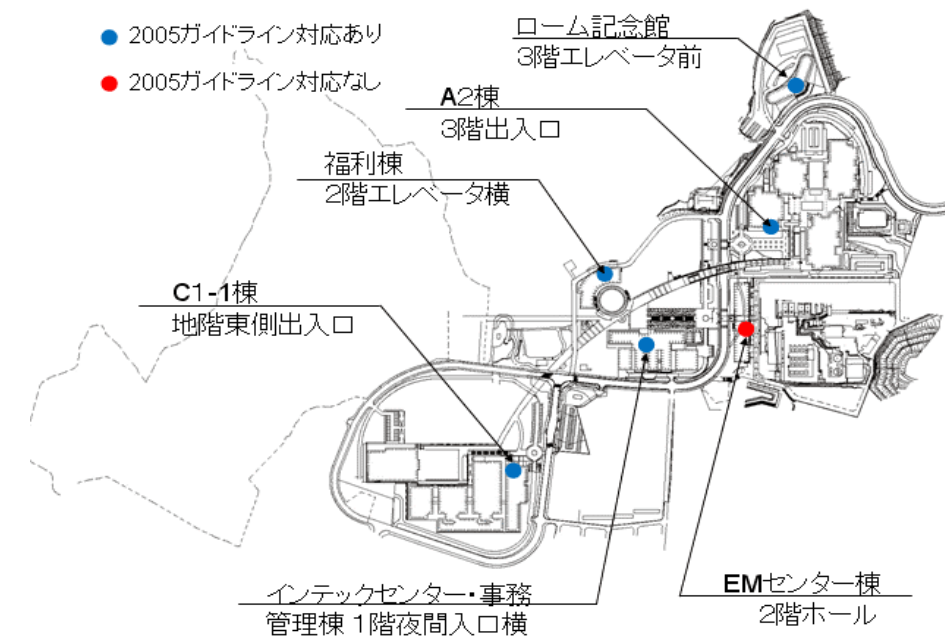 2005ガイドライン対応あり
2005ガイドライン対応なし
ローム記念館
3階エレベータ前
A2棟
3階出入口
福利棟
2階エレベータ横
C1-1棟
地階東側出入口
インテックセンター・事務
管理棟 1階夜間入口横
EMセンター棟
2階ホール